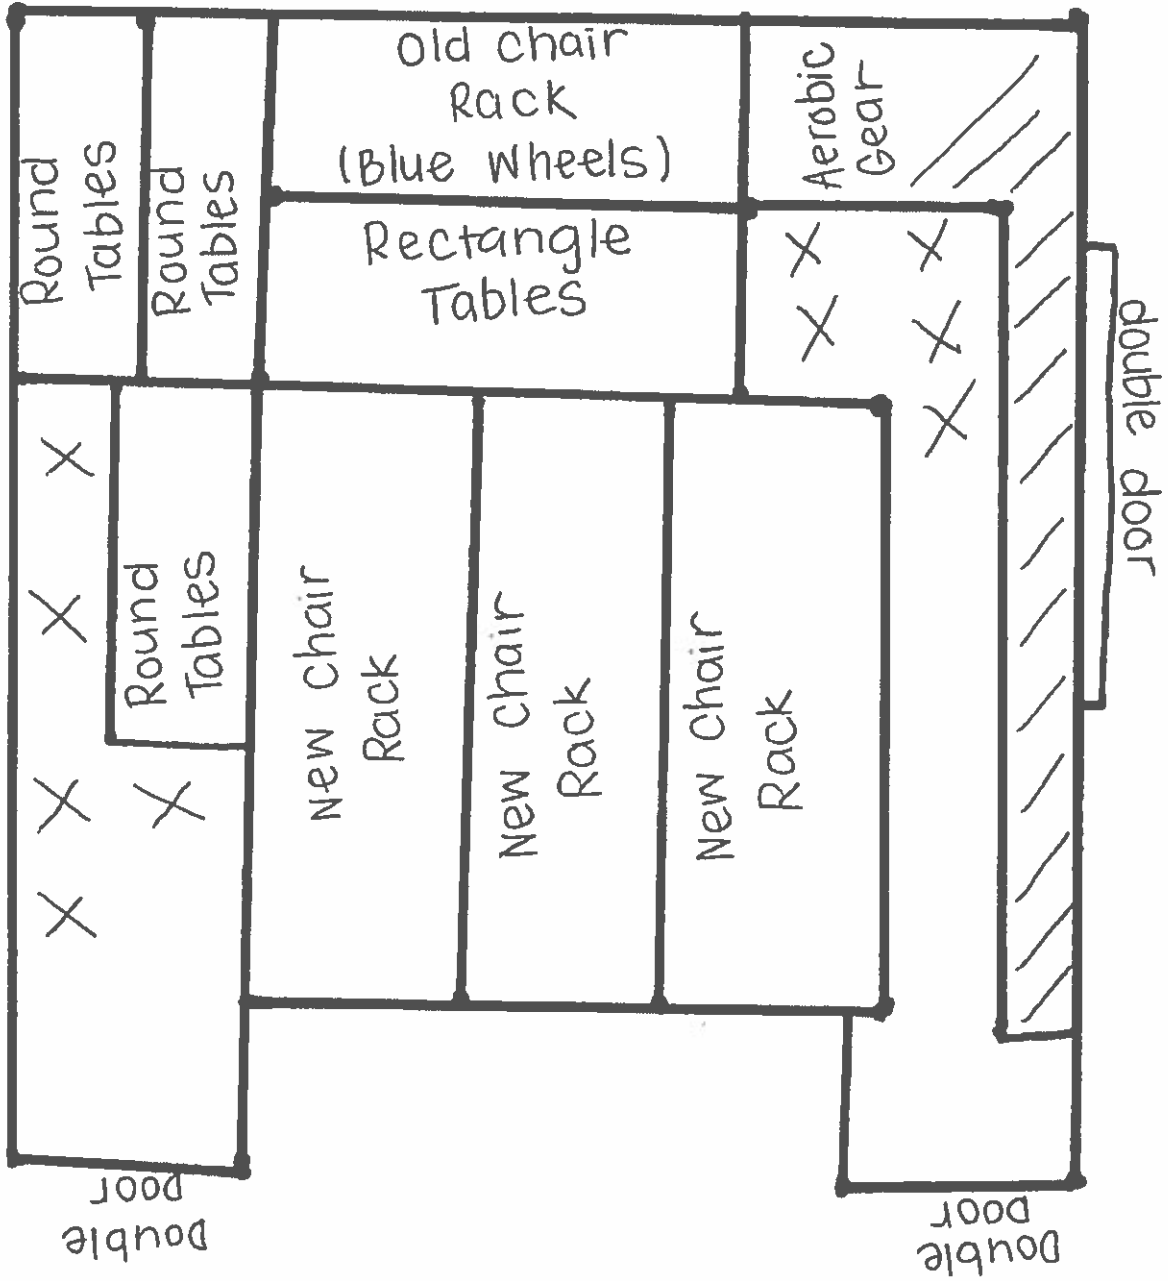 Old Chair
Rack
(Blue Wheels)
Aerobic
Gear
Round
Tables
Round
Tables
Rectangle
Tables
double door
Round
Tables
New Chair
Rack
New Chair
Rack
New Chair
Rack
Double
Door
Double
Door